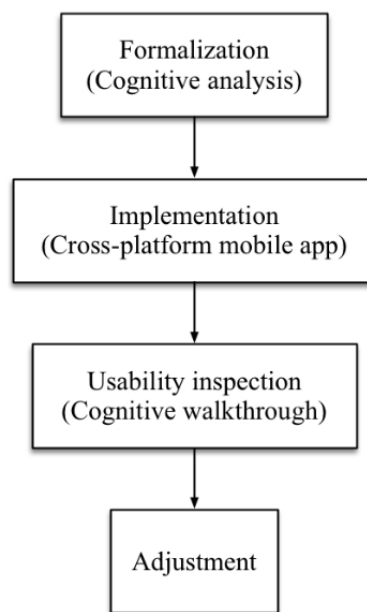 Formalization
(Cognitive analysis)
Implementation
(Cross-platform mobile app)
Usability inspection
(Cognitive walkthrough)
Adjustment